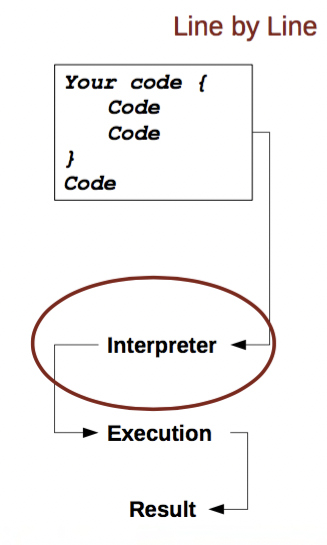 Line by Line
Your code {
Code
Code
}
Code
Interpreter
Execution
Result